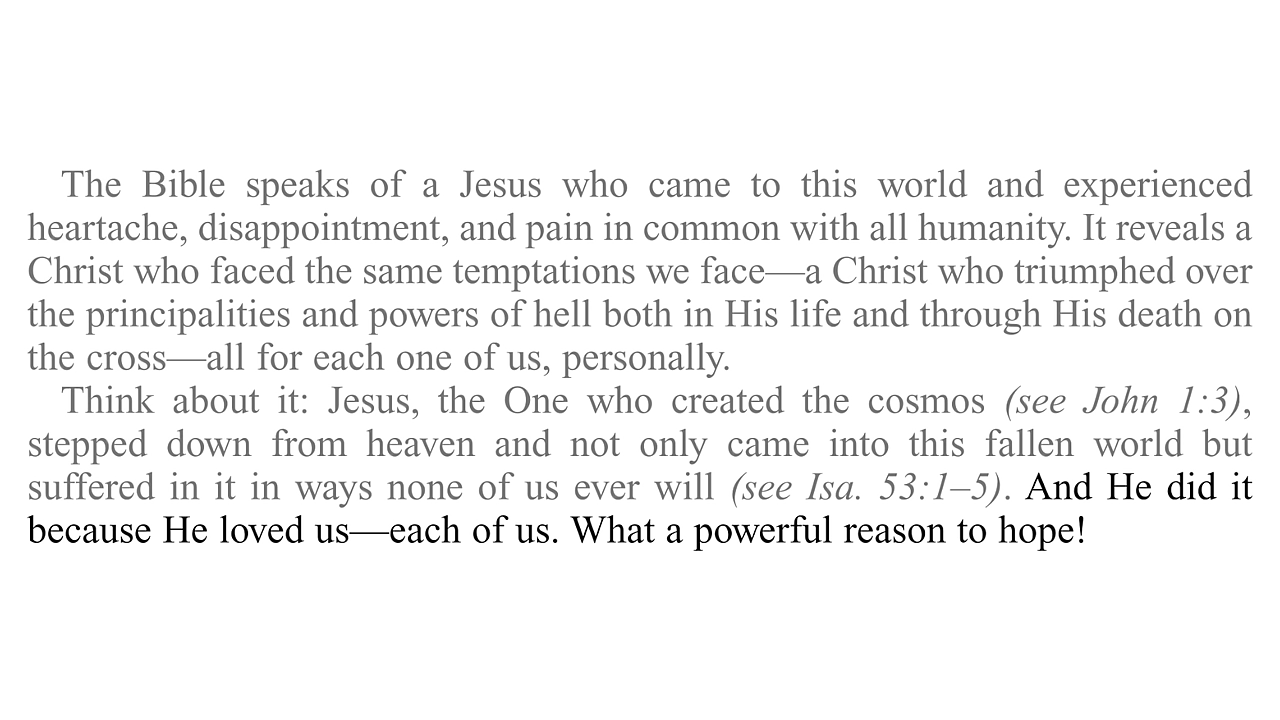 The Bible speaks of a Jesus who came to this world and experienced
heartache, disappointment, and pain in common with all humanity. It reveals a
Christ who faced the same temptations we face—a Christ who triumphed over
the principalities and powers of hell both in His life and through His death on
the cross—all for each one of us, personally.
Think about it: Jesus, the One who created the cosmos (see John 1:3),
stepped down from heaven and not only came into this fallen world but
suffered in it in ways none of us ever will (see Isa. 53:1–5). And He did it
because He loved us—each of us. What a powerful reason to hope!